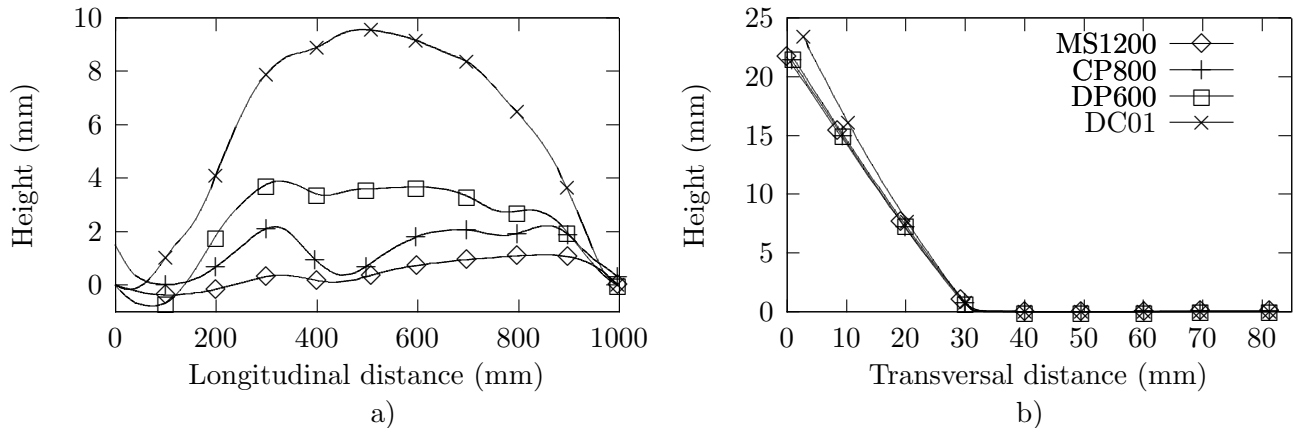 10
8
6
4
2
0
Height (mm)
0 200 400 600 800 1000
Longitudinal distance (mm)
a)
25
20
15
10
5
0
Height (mm)
MS1200
CP800
DP600
DC01
0 10 20 30 40 50 60 70 80
Transversal distance (mm)
b)